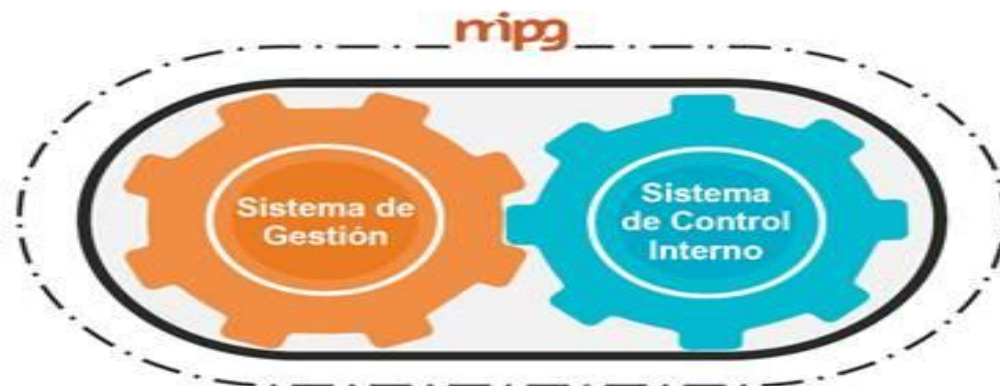 mipg
Sistema de
Gestión
Sistema
de Control
Interno